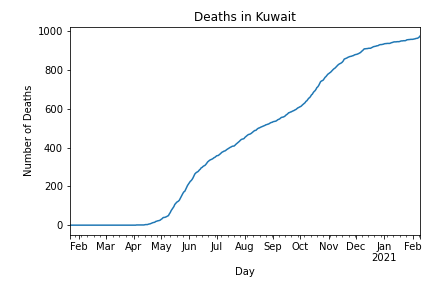 Deaths in Kuwait
1000
800
600
400
200
0
Number of Deaths
Feb Mar Apr May Jun Jul Aug Sep Oct Nov Dec Jan Feb
2021
Day